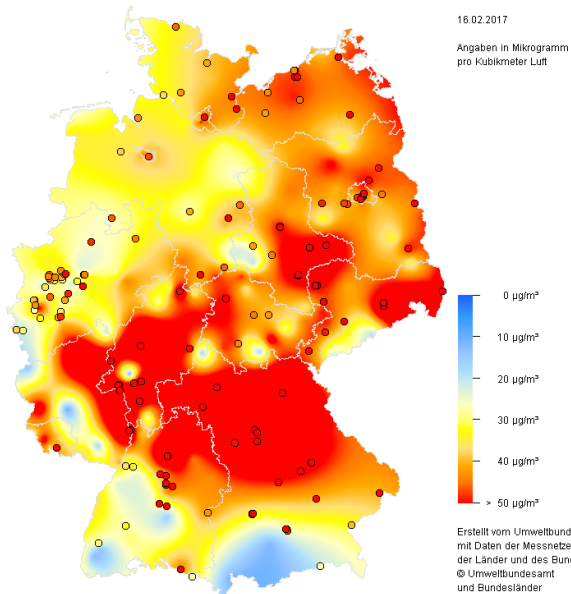 16.02.2017
Angaben in Mikrogramm
pro Kubikmeter Luft
0 µg/m³
10 µg/m³
20 µg/m³
30 µg/m³
40 µg/m³
> 50 µg/m³
Erstellt vom Umweltbund
mit Daten der Messnetze
der Länder und des Bund
© Umweltbundesamt
und Bundesländer